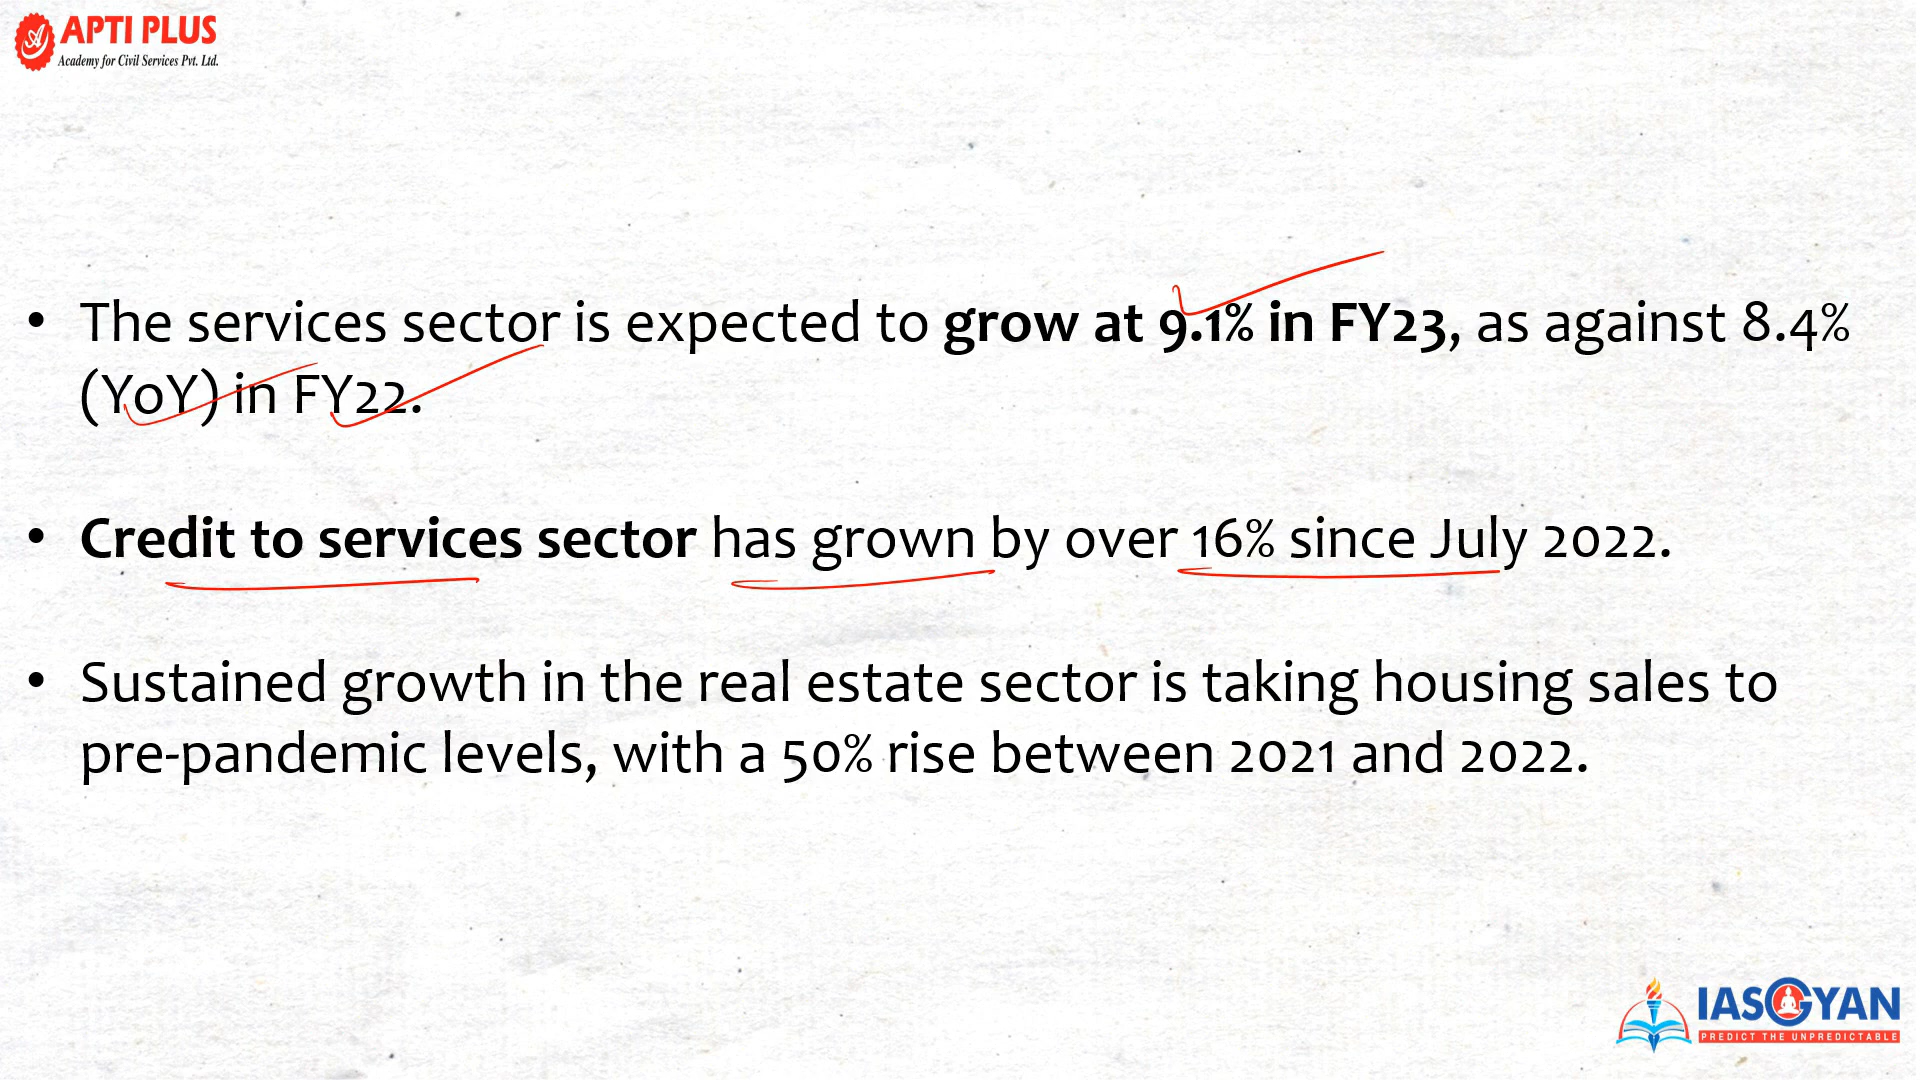 APTI PLUS
Academy for Civil Services Pvt. Ltd.
• The services sector is expected to grow at 9.1% in FY23, as against 8.4%
(YoY) in FY22.
• Credit to services sector has grown by over 16% since July 2022.
• Sustained growth in the real estate sector is taking housing sales to
pre-pandemic levels, with a 50% rise between 2021 and 2022.
IASGYAN
PREDICT THE UNPREDICTABLE